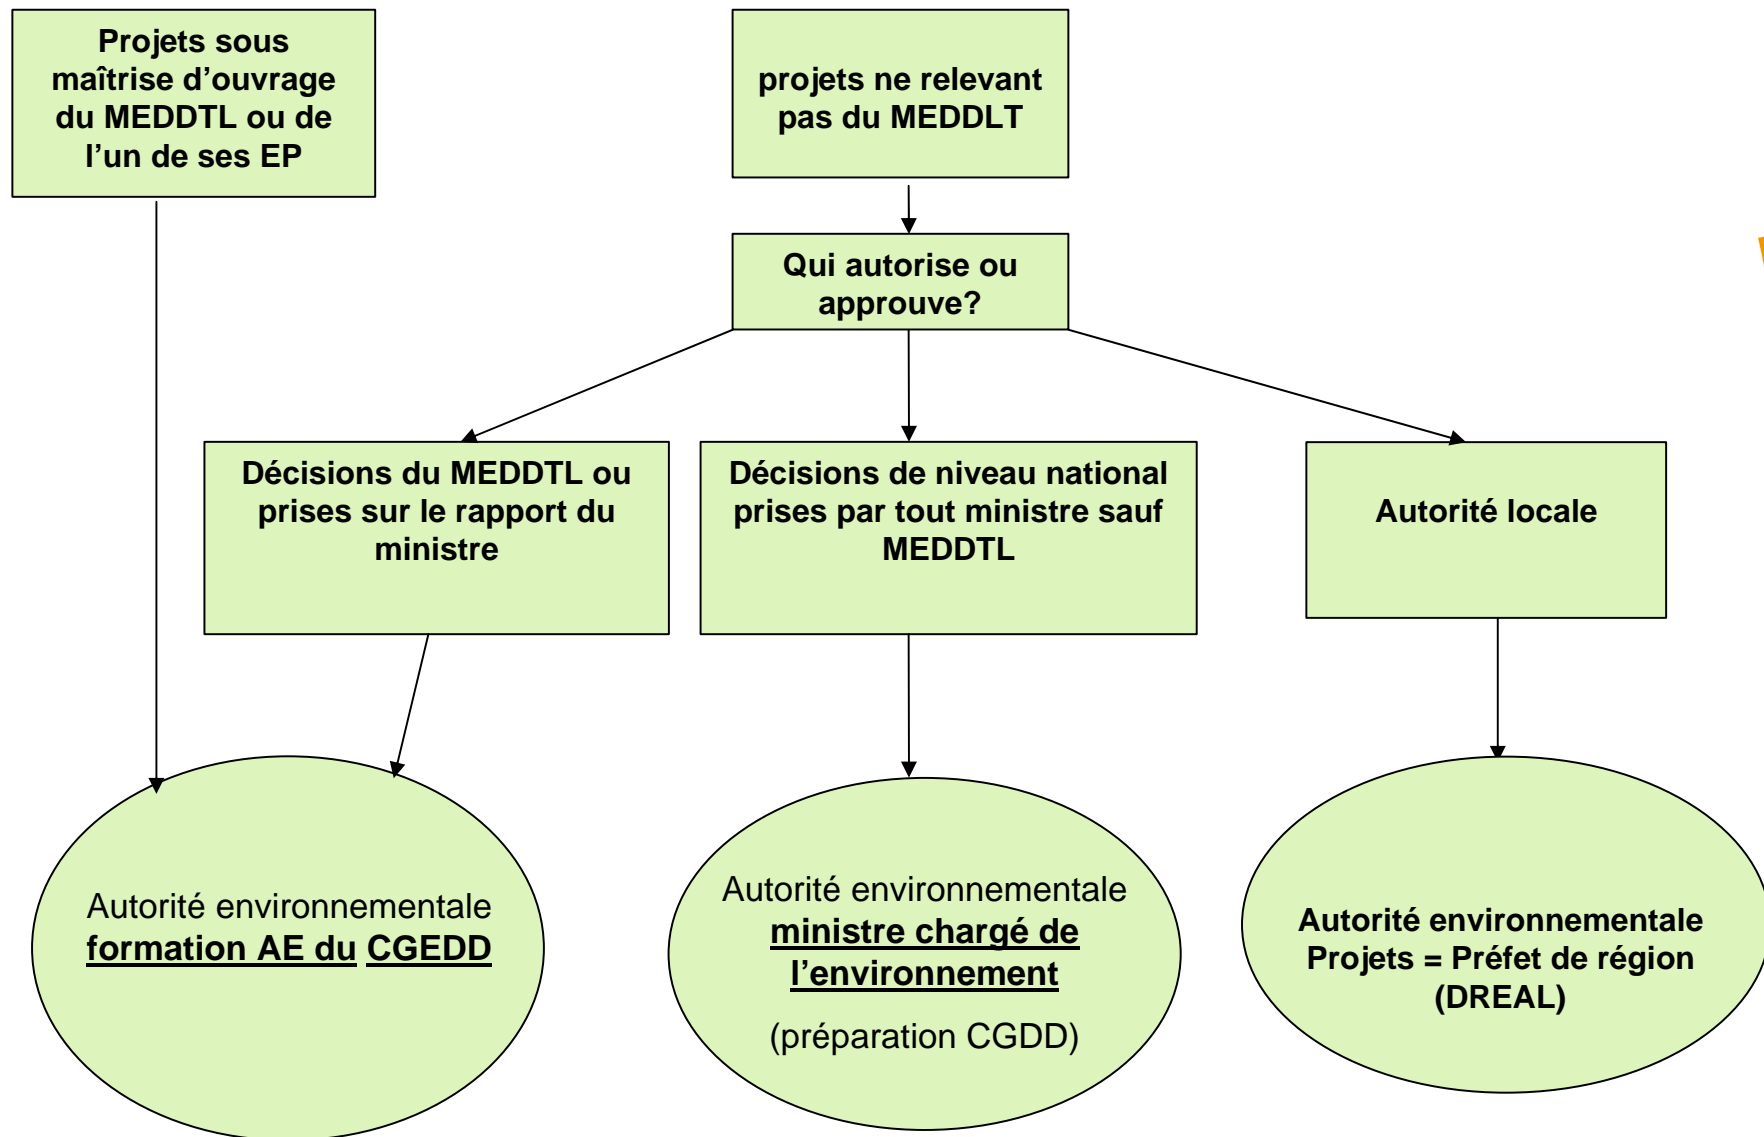 Projets sous
maîtrise d’ouvrage
du MEDDTL ou de
l’un de ses EP
projets ne relevant
pas du MEDDLT
Qui autorise ou
approuve?
Décisions du MEDDTL ou
prises sur le rapport du
ministre
Décisions de niveau national
prises par tout ministre sauf
MEDDTL
Autorité locale
Autorité environnementale
formation AE du CGEDD
Autorité environnementale
ministre chargé de
l’environnement
(préparation CGDD)
Autorité environnementale
Projets = Préfet de région
(DREAL)